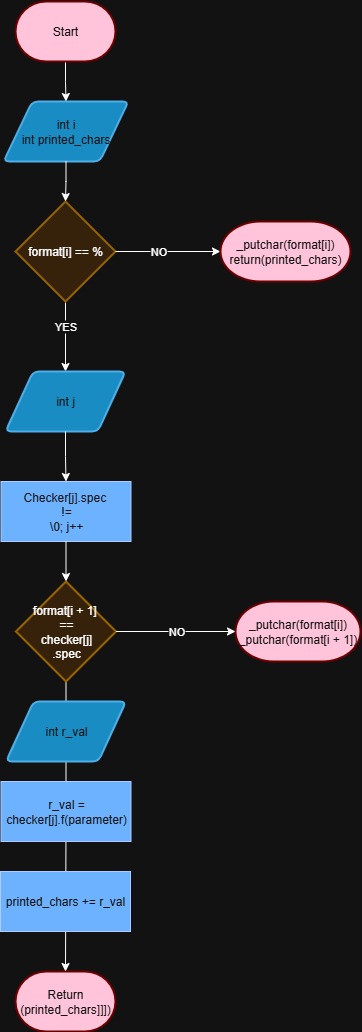 Start
int i
int printed_chars
format[i] == %
NO
_putchar(format[i])
return(printed_chars)
YES
int j
Checker[j].spec
!=
\0; j++
format[i + 1]
==
checker[j]
.spec
NO
_putchar(format[i])
_putchar(format[i + 1])
int r_val
r_val =
checker[j].f(parameter)
printed_chars += r_val
Return
(printed_chars]]])